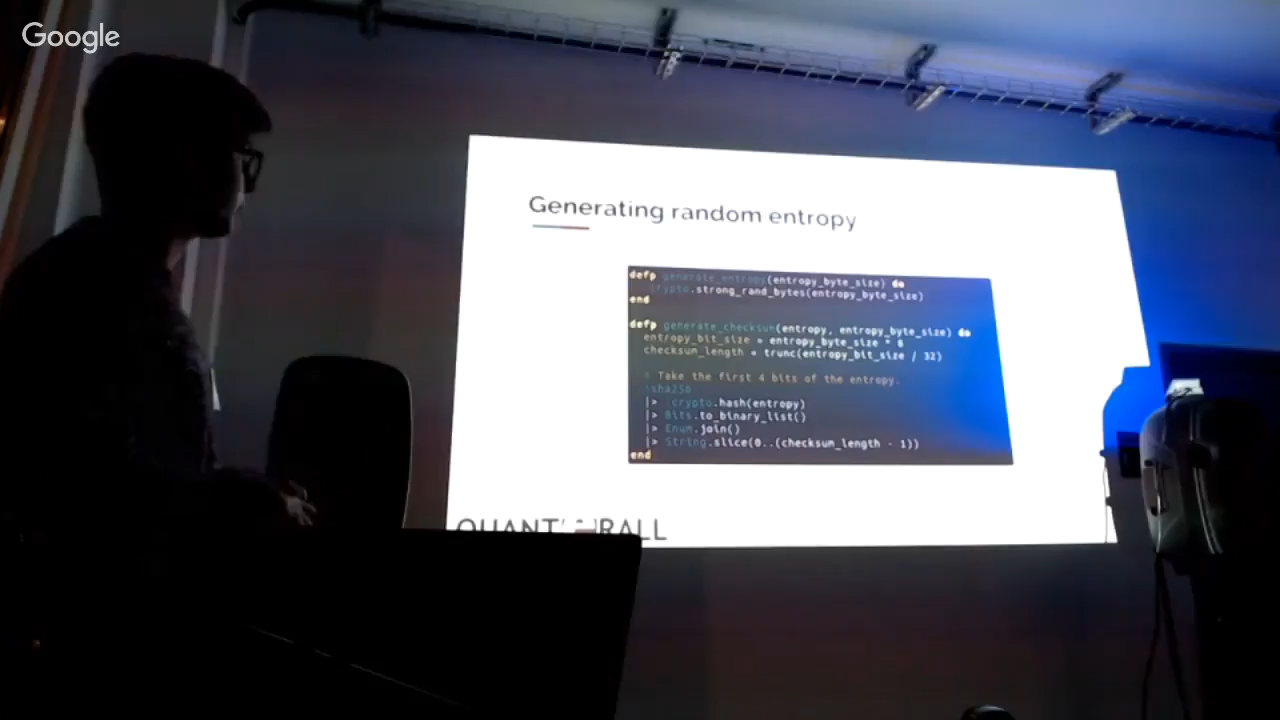 Google
Generating random entropy
defp generate_entropy(entropy_byte_size) do
crypto.strong_rand_bytes(entropy_byte_size)
end
defp generate_checksum(entropy, entropy_byte_size) do
entropy_bit_size = entropy_byte_size * 8
checksum_length = trunc(entropy_bit_size / 32)
# Take the first 4 bits of the entropy.
:sha256
|> :crypto.hash(entropy)
|> Bits.to_binary_list()
|> Enum.join()
|> String.slice(0..(checksum_length - 1))
end